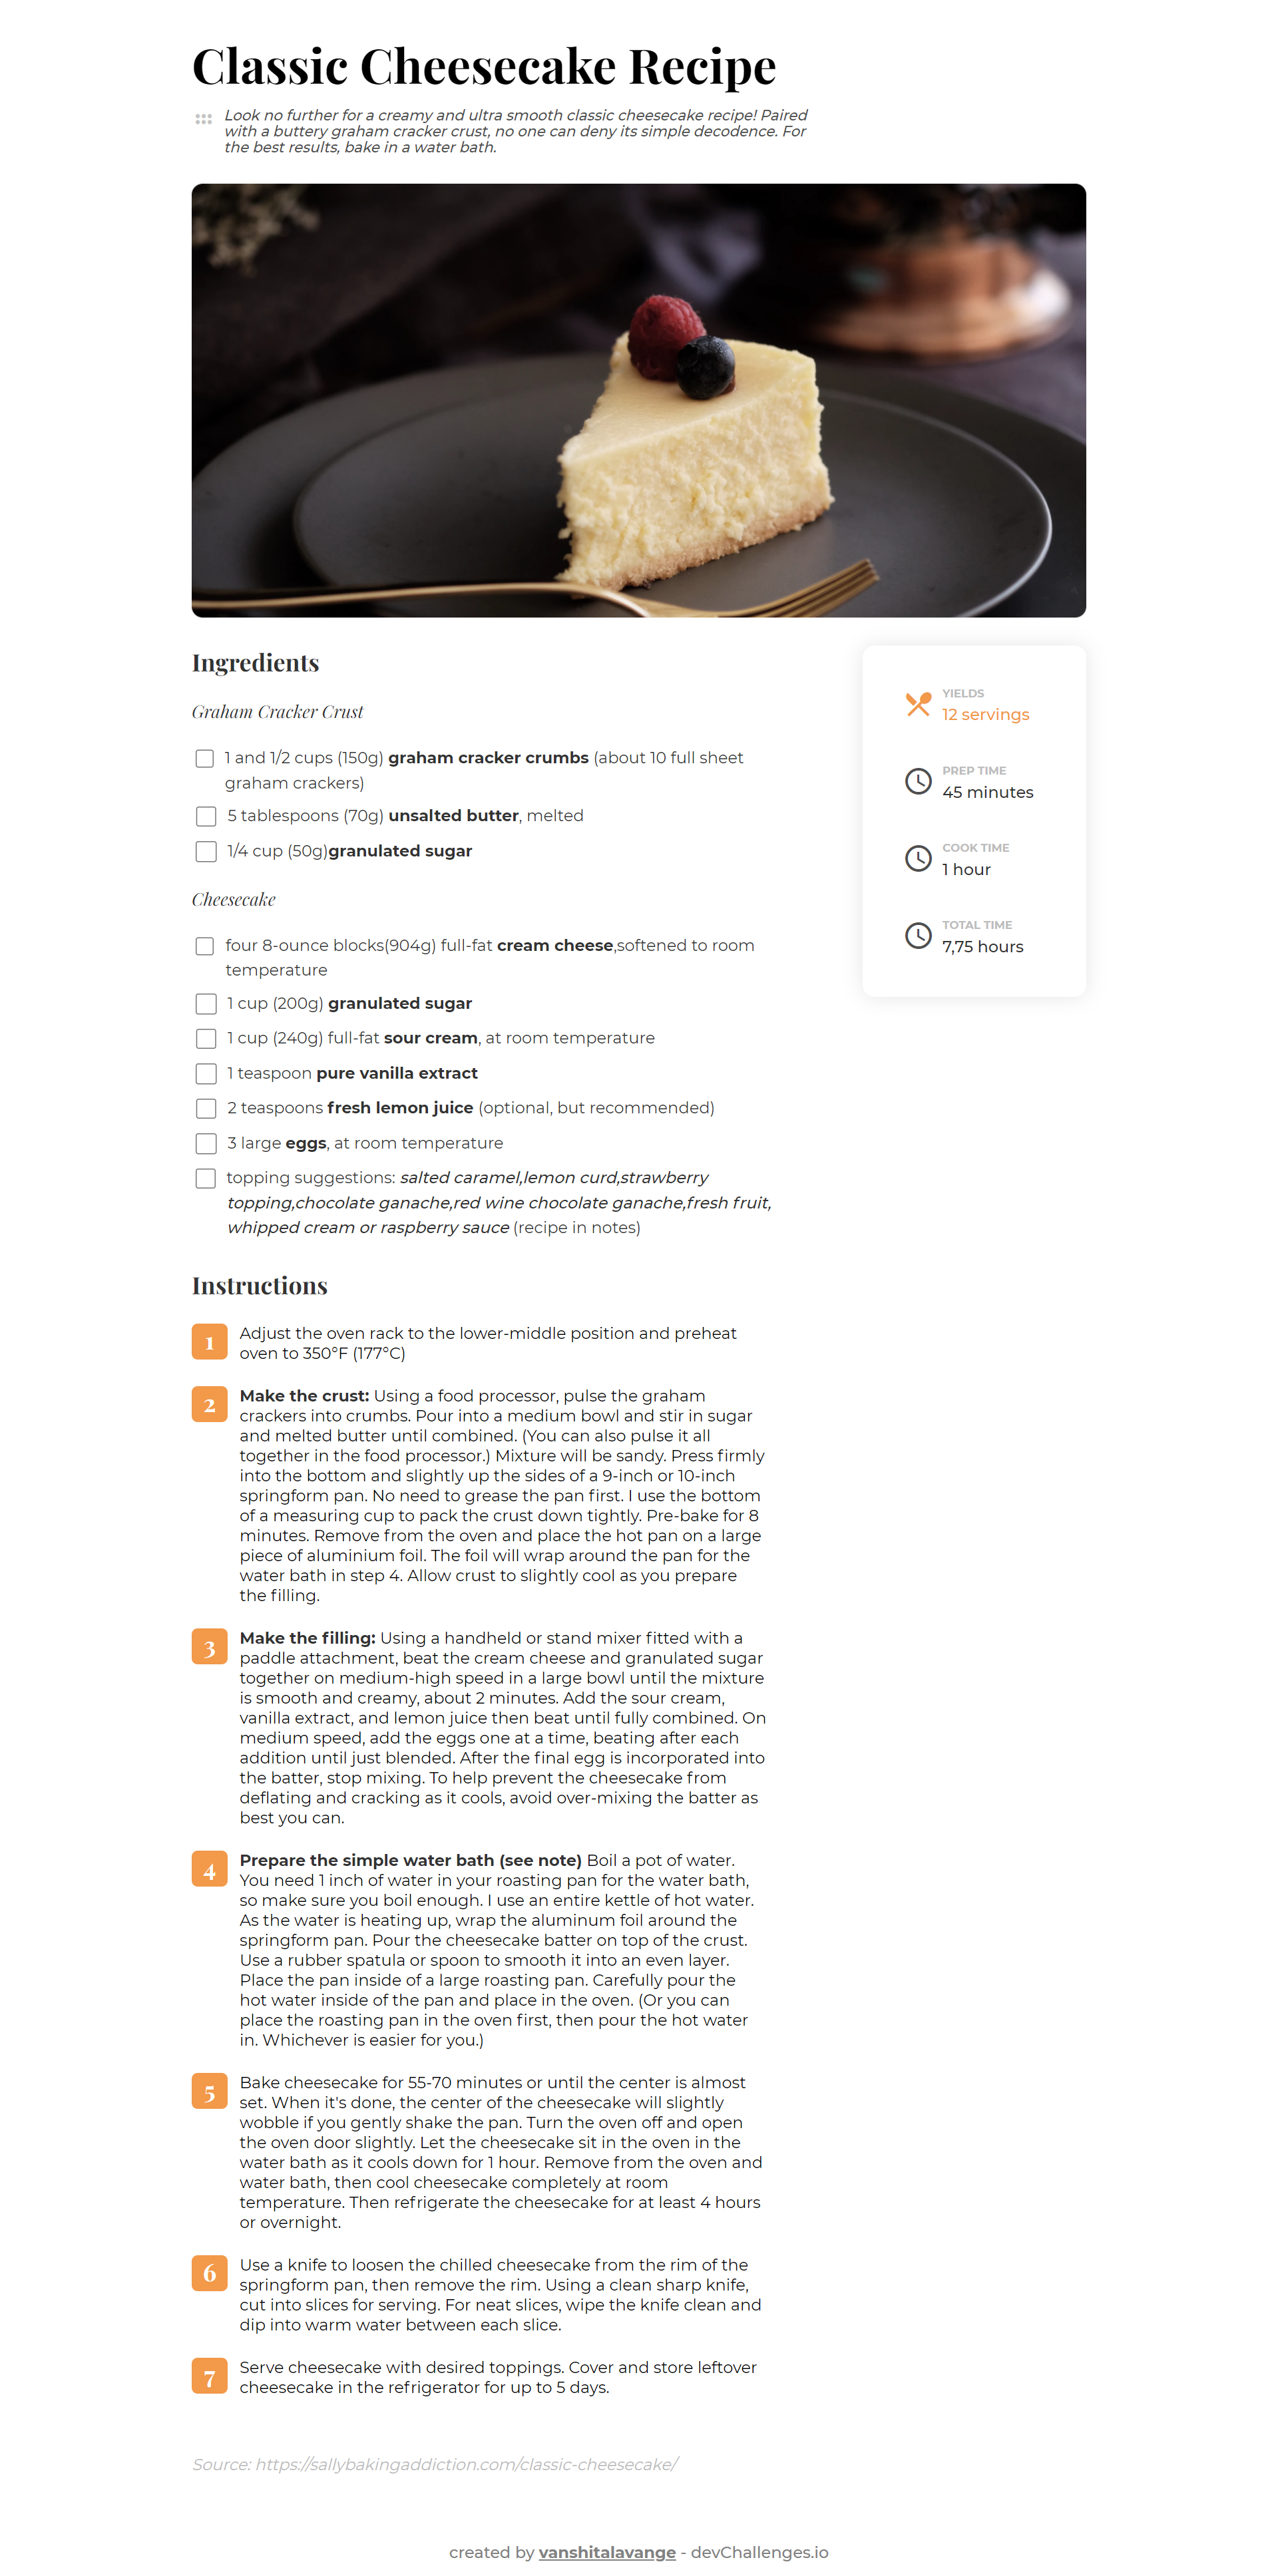 Classic Cheesecake Recipe
Look no further for a creamy and ultra smooth classic cheesecake recipe! Paired
with a buttery graham cracker crust, no one can deny its simple decodence. For
the best results, bake in a water bath.
Ingredients
Graham Cracker Crust
1 and 1/2 cups (150g) graham cracker crumbs (about 10 full sheet
graham crackers)
5 tablespoons (70g) unsalted butter, melted
1/4 cup (50g)granulated sugar
Cheesecake
four 8-ounce blocks(904g) full-fat cream cheese,softened to room
temperature
1 cup (200g) granulated sugar
1 cup (240g) full-fat sour cream, at room temperature
1 teaspoon pure vanilla extract
2 teaspoons fresh lemon juice (optional, but recommended)
3 large eggs, at room temperature
topping suggestions: salted caramel,lemon curd,strawberry
topping,chocolate ganache,red wine chocolate ganache,fresh fruit,
whipped cream or raspberry sauce (recipe in notes)
YIELDS
12 servings
PREP TIME
45 minutes
COOK TIME
1 hour
TOTAL TIME
7,75 hours
Instructions
1 Adjust the oven rack to the lower-middle position and preheat
oven to 350°F (177°C)
2 Make the crust: Using a food processor, pulse the graham
crackers into crumbs. Pour into a medium bowl and stir in sugar
and melted butter until combined. (You can also pulse it all
together in the food processor.) Mixture will be sandy. Press firmly
into the bottom and slightly up the sides of a 9-inch or 10-inch
springform pan. No need to grease the pan first. I use the bottom
of a measuring cup to pack the crust down tightly. Pre-bake for 8
minutes. Remove from the oven and place the hot pan on a large
piece of aluminium foil. The foil will wrap around the pan for the
water bath in step 4. Allow crust to slightly cool as you prepare
the filling.
3 Make the filling: Using a handheld or stand mixer fitted with a
paddle attachment, beat the cream cheese and granulated sugar
together on medium-high speed in a large bowl until the mixture
is smooth and creamy, about 2 minutes. Add the sour cream,
vanilla extract, and lemon juice then beat until fully combined. On
medium speed, add the eggs one at a time, beating after each
addition until just blended. After the final egg is incorporated into
the batter, stop mixing. To help prevent the cheesecake from
deflating and cracking as it cools, avoid over-mixing the batter as
best you can.
4 Prepare the simple water bath (see note) Boil a pot of water.
You need 1 inch of water in your roasting pan for the water bath,
so make sure you boil enough. I use an entire kettle of hot water.
As the water is heating up, wrap the aluminum foil around the
springform pan. Pour the cheesecake batter on top of the crust.
Use a rubber spatula or spoon to smooth it into an even layer.
Place the pan inside of a large roasting pan. Carefully pour the
hot water inside of the pan and place in the oven. (Or you can
place the roasting pan in the oven first, then pour the hot water
in. Whichever is easier for you.)
5 Bake cheesecake for 55-70 minutes or until the center is almost
set. When it's done, the center of the cheesecake will slightly
wobble if you gently shake the pan. Turn the oven off and open
the oven door slightly. Let the cheesecake sit in the oven in the
water bath as it cools down for 1 hour. Remove from the oven and
water bath, then cool cheesecake completely at room
temperature. Then refrigerate the cheesecake for at least 4 hours
or overnight.
6 Use a knife to loosen the chilled cheesecake from the rim of the
springform pan, then remove the rim. Using a clean sharp knife,
cut into slices for serving. For neat slices, wipe the knife clean and
dip into warm water between each slice.
7 Serve cheesecake with desired toppings. Cover and store leftover
cheesecake in the refrigerator for up to 5 days.
Source: https://sallybakingaddiction.com/classic-cheesecake/
created by vanshitalavange - devChallenges.io